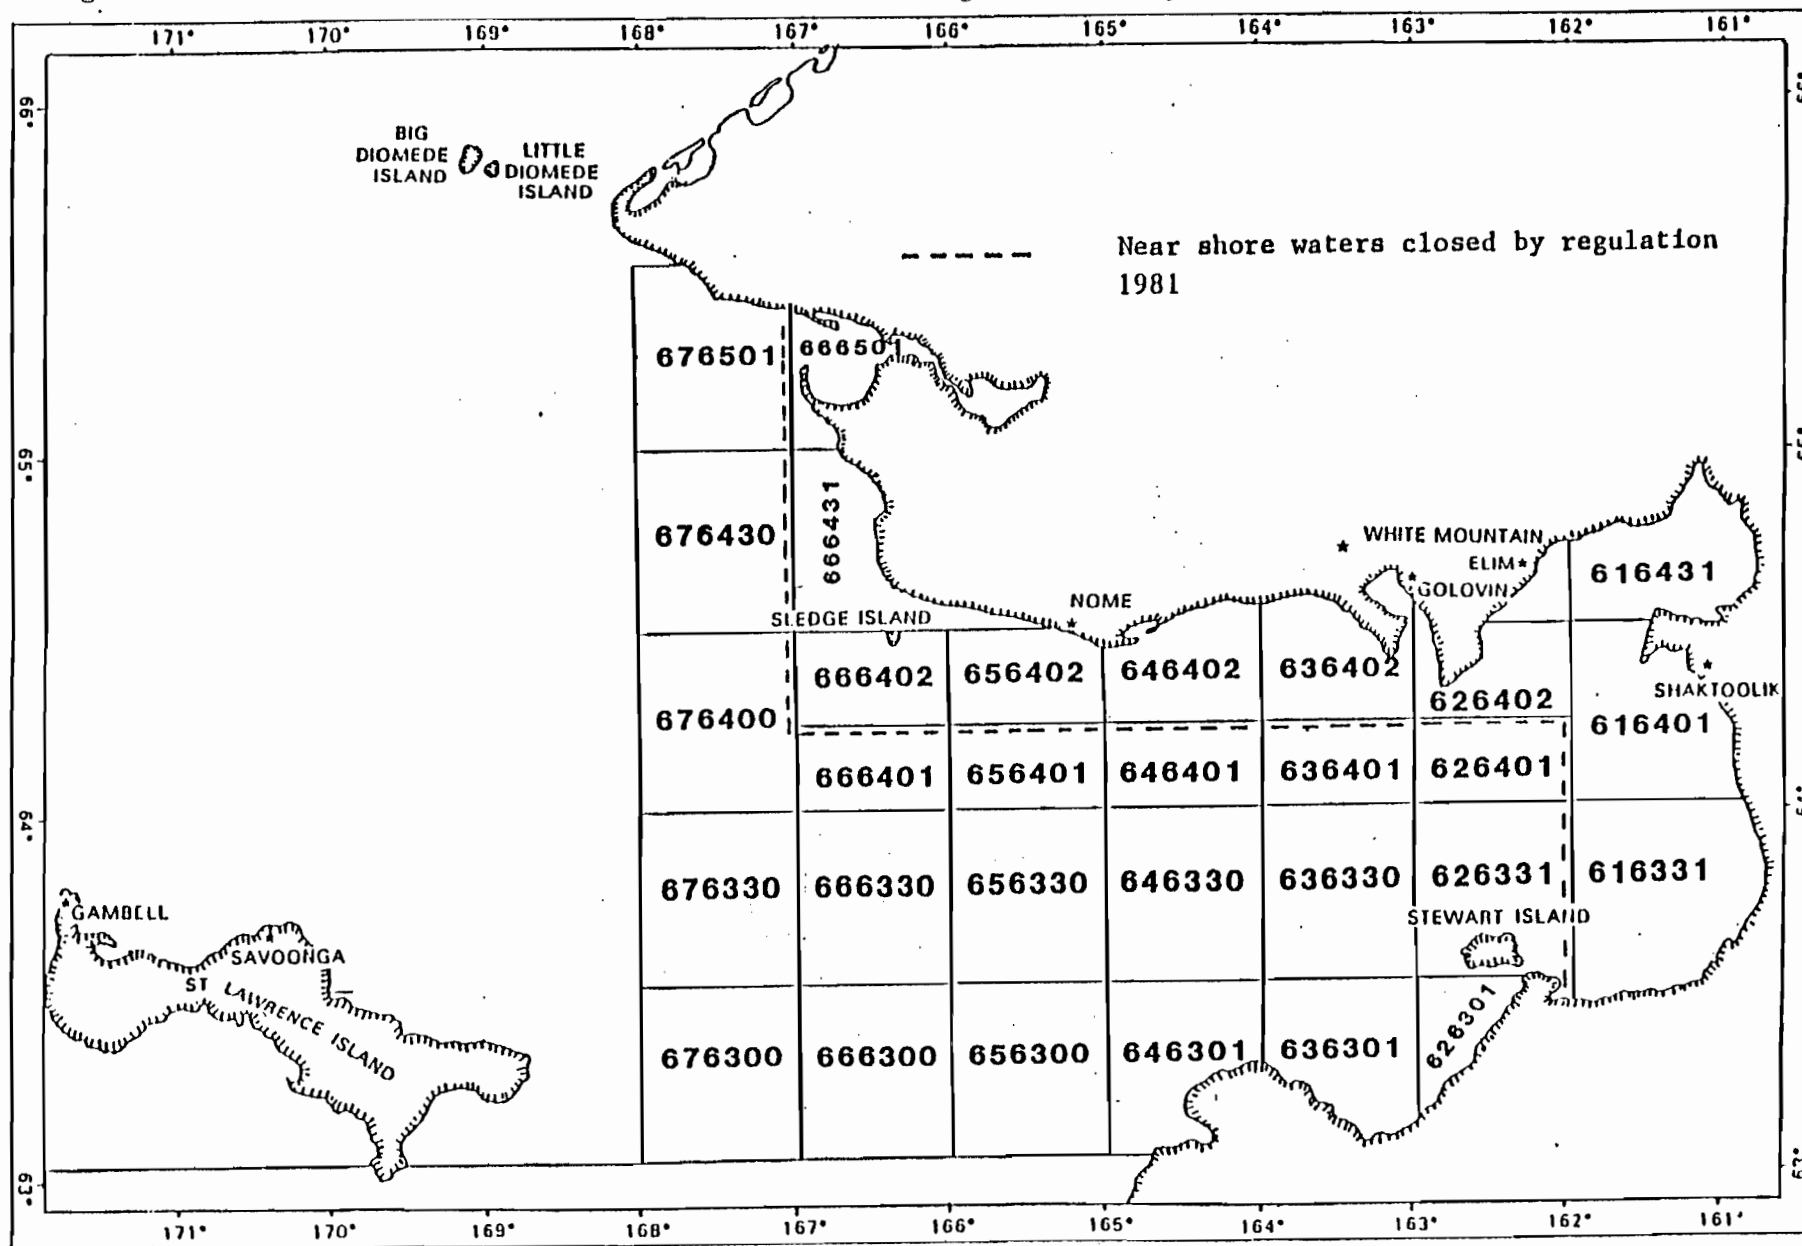 171° 170° 169° 168° 167° 166° 165° 164° 163° 162° 161°
66° 66°
BIG
DIOMEDE
ISLAND
LITTLE
DIOMEDE
ISLAND
Near shore waters closed by regulation
1981
676501 666501
65° 65°
676430 666431
WHITE MOUNTAIN
ELIM
GOLOVIN
616431
SLEDGE ISLAND
NOME
666402 656402 646402 636402 626402
SHAKTOOLIK
676400
616401
666401 656401 646401 636401 626401
64°
676330 666330 656330 646330 636330 626331 616331
GAMBELL
STEWART ISLAND
SAVOONGA
ST LAWRENCE ISLAND
676300 666300 656300 646301 636301 626301
63° 63°
171° 170° 169° 168° 167° 166° 165° 164° 163° 162° 161°